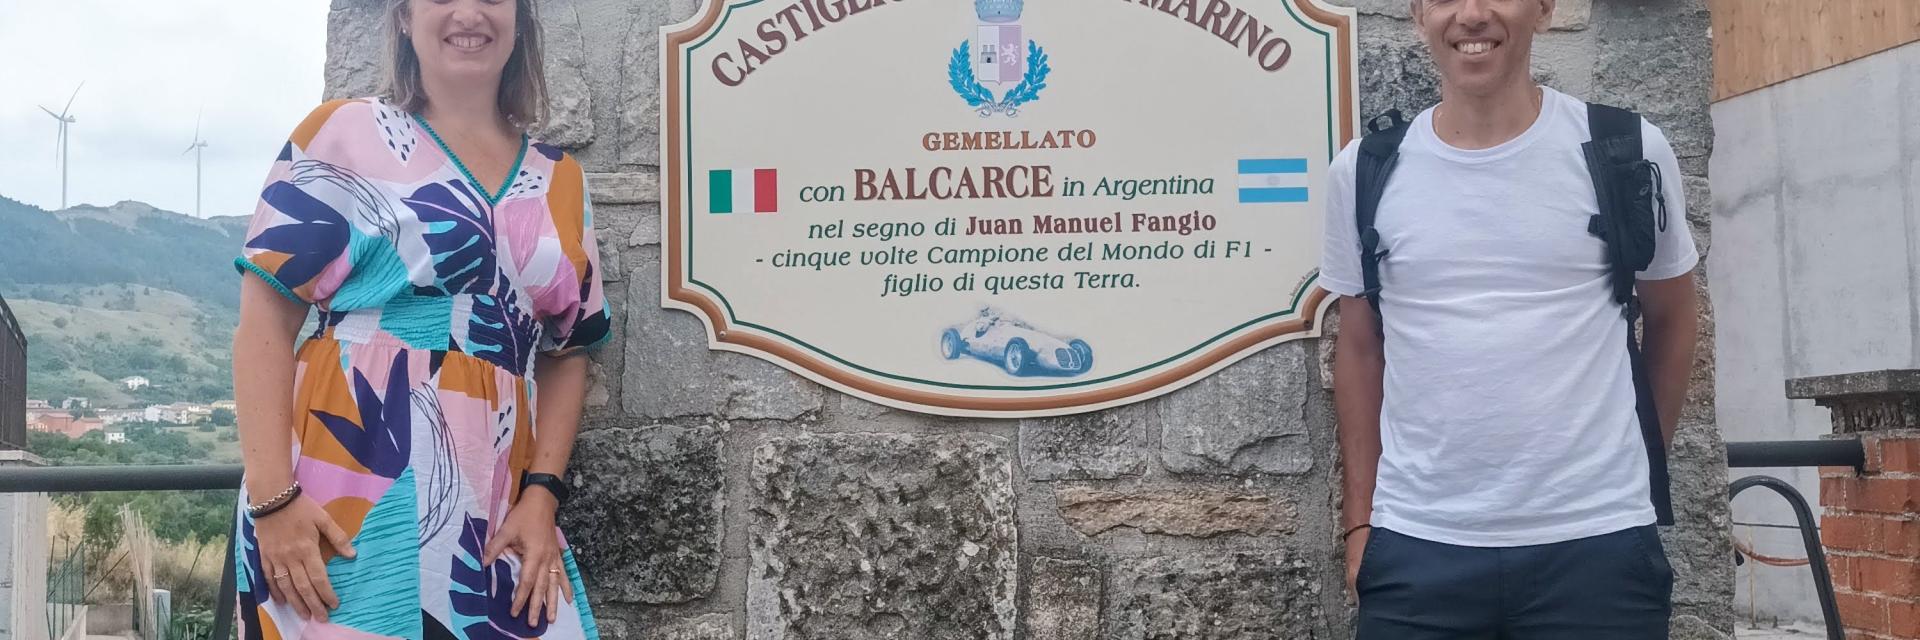 CASTIGLIO MARINO
GEMELLATO
con BALCARCE in Argentina
nel segno di Juan Manuel Fangio
- cinque volte Campione del Mondo di F1 -
figlio di questa Terra.